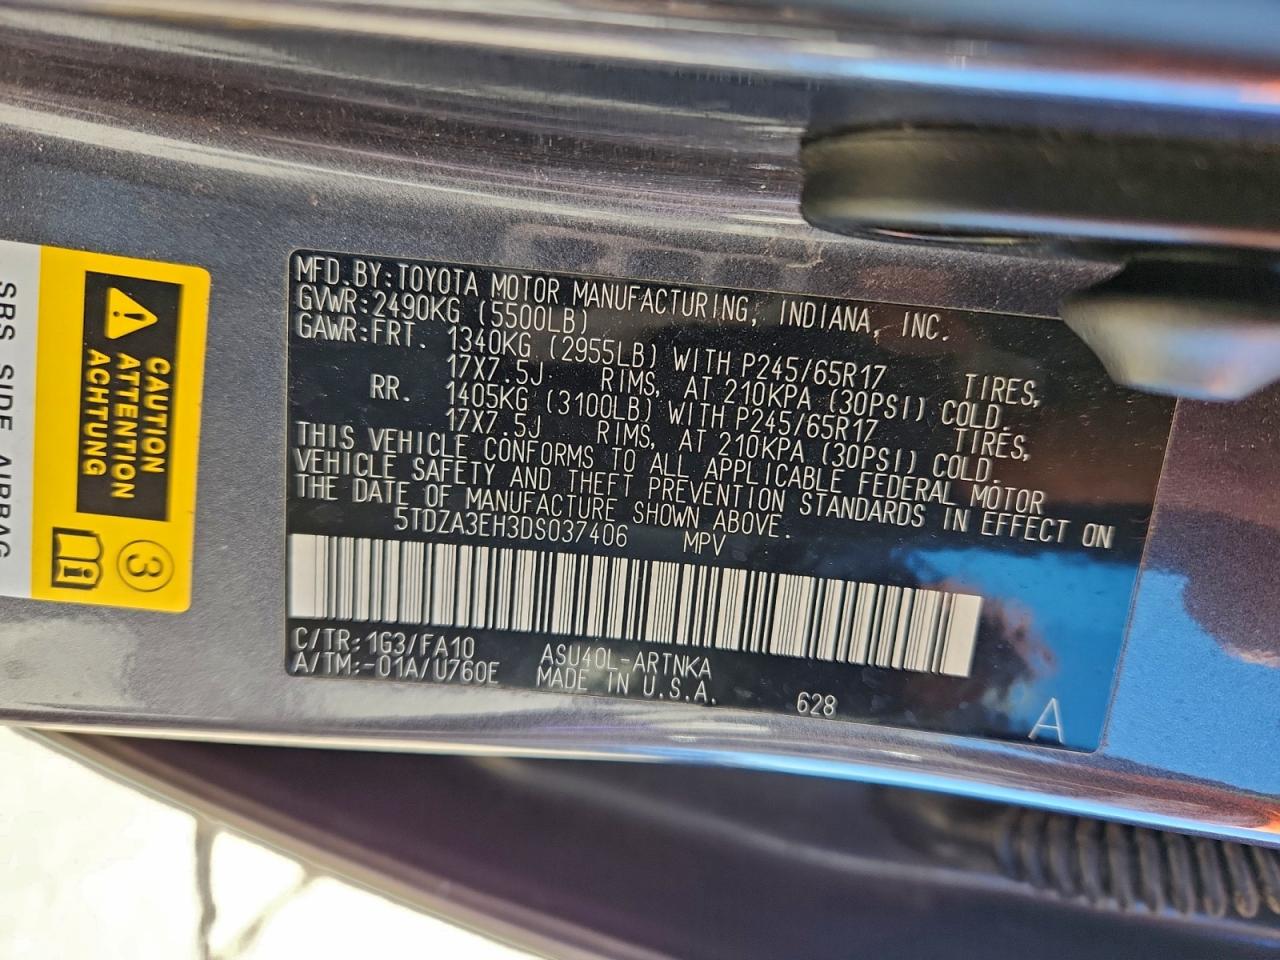 MFD.BY:TOYOTA MOTOR MANUFACTURING, INDIANA, INC.
GVWR:2490KG (5500LB)
GAWR:FRT. 1340KG (2955LB) WITH P245/65R17 TIRES,
17X7.5J RIMS, AT 210KPA (30PSI) COLD.
RR. 1405KG (3100LB) WITH P245/65R17 TIRES,
17X7.5J RIMS, AT 210KPA (30PSI) COLD.
THIS VEHICLE CONFORMS TO ALL APPLICABLE FEDERAL MOTOR
VEHICLE SAFETY AND THEFT PREVENTION STANDARDS IN EFFECT ON
THE DATE OF MANUFACTURE SHOWN ABOVE.
5TDZA3EH3DS037406 MPV
C/TR:1G3/FA10 ASU40L-ARTNKA
A/TM:-01A/U760E MADE IN U.S.A.
628
A
CAUTION
ATTENTION
ACHTUNG
3
i
SRS SIDE AIRBAG